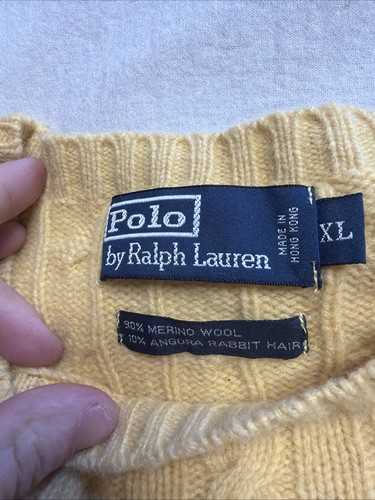 Polo
by Ralph Lauren
MADE IN
HONG KONG
XL
90% MERINO WOOL
10% ANGORA RABBIT HAIR